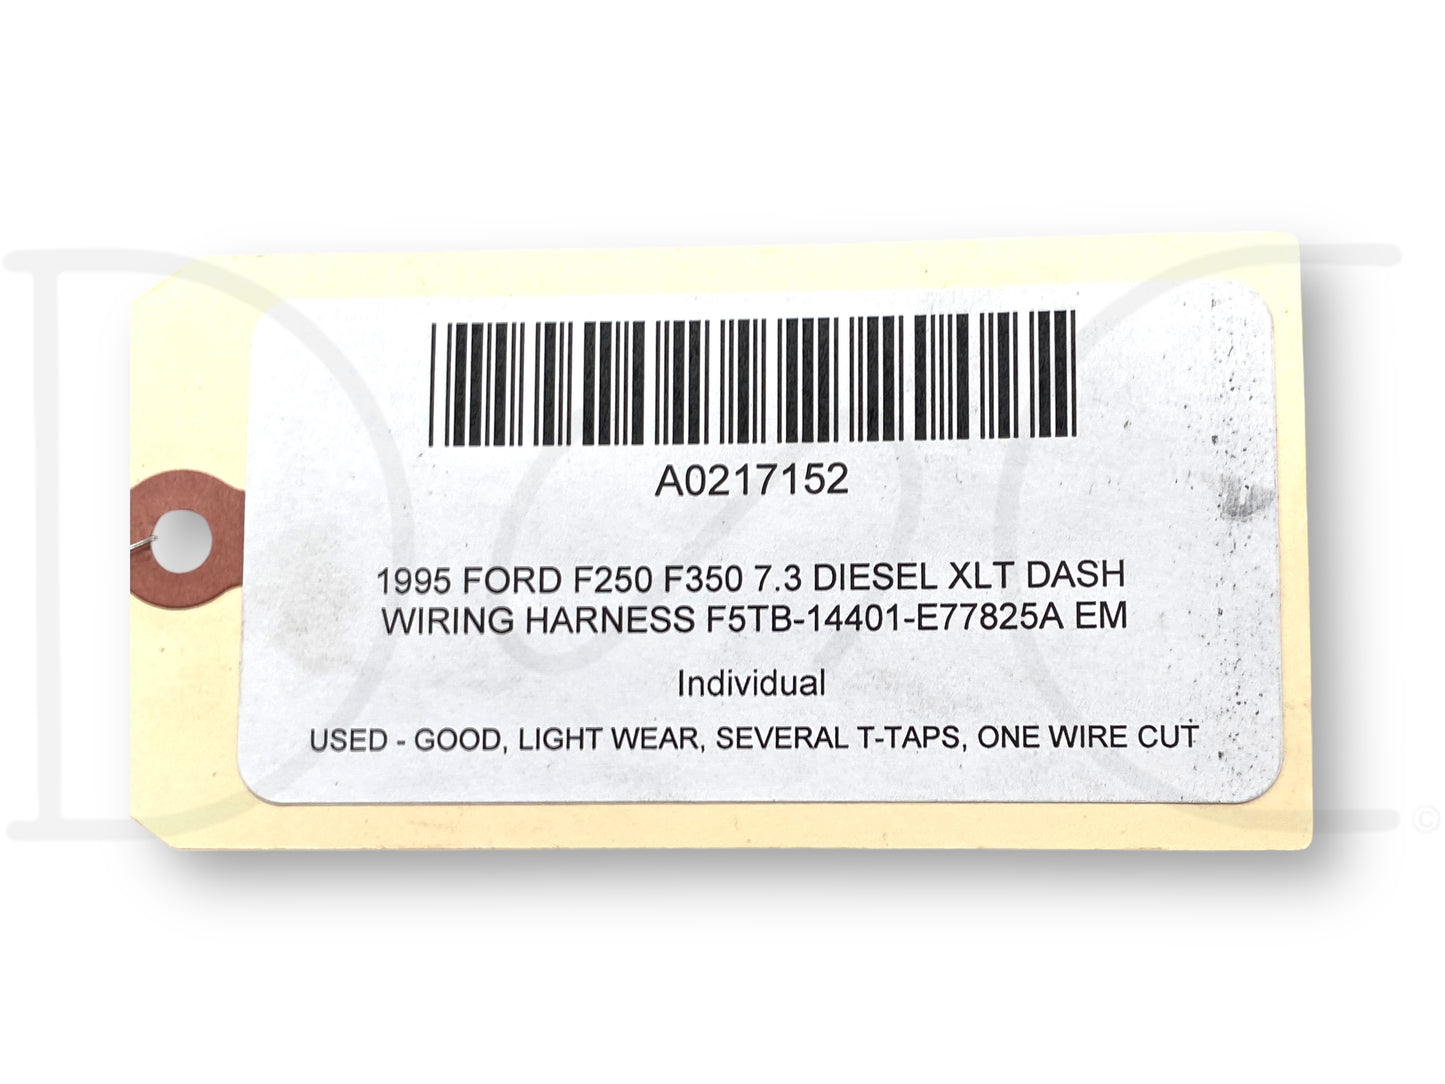 A0217152
1995 FORD F250 F350 7.3 DIESEL XLT DASH
WIRING HARNESS F5TB-14401-E77825A EM
Individual
USED - GOOD, LIGHT WEAR, SEVERAL T-TAPS, ONE WIRE CUT
©